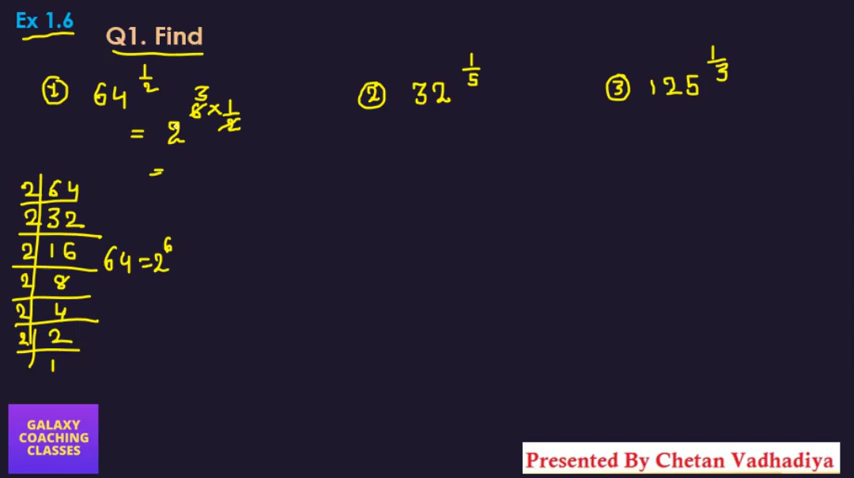 Ex 1.6
Q1. Find
① 64^(1/2)
= 2^(6×1/2) 3
=
② 32^(1/5)
③ 125^(1/3)
2|64
2|32
2|16
2|8
2|4
2|2
1
64=2^6
GALAXY
COACHING
CLASSES
Presented By Chetan Vadhadiya